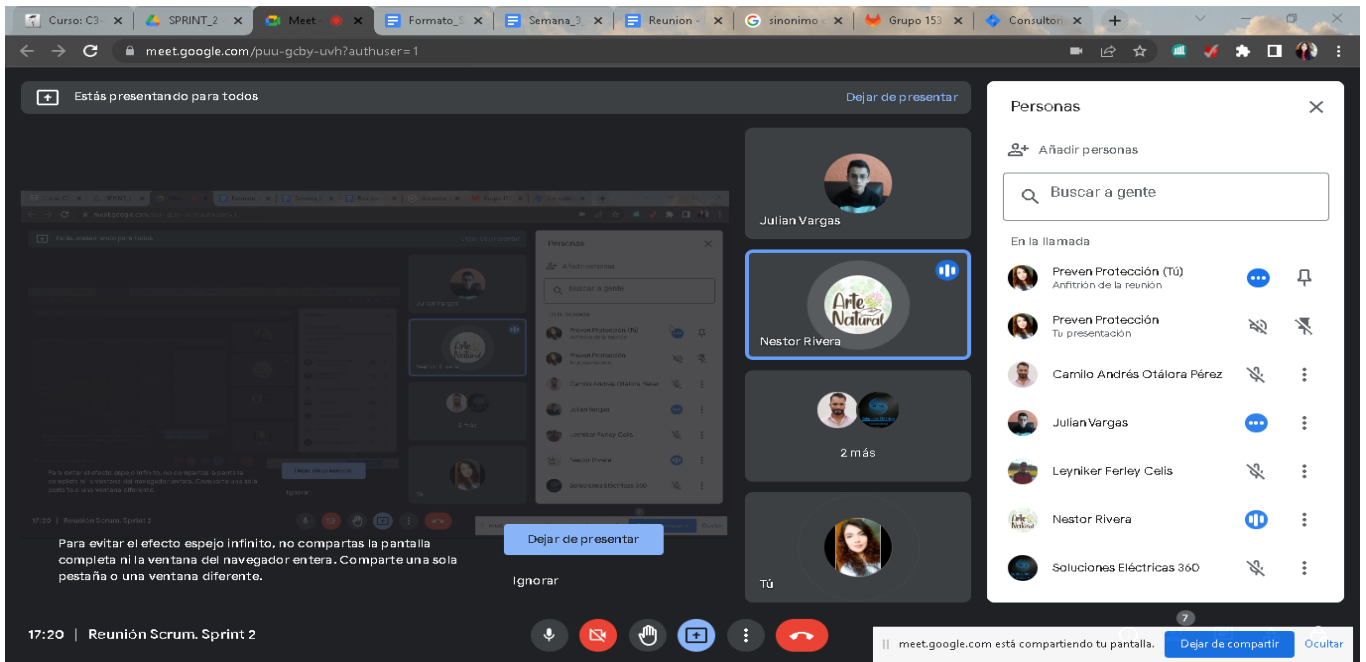 Curso: C3-
SPRINT_2
Meet -
Formato_S
Semana_3_
Reunion -
sinonimo
Grupo 153
Consulton
meet.google.com/puu-gcby-uvh?authuser=1
Estás presentando para todos
Dejar de presentar
Julian Vargas
Arte
Natural
Nestor Rivera
2 más
Tú
Personas
Añadir personas
Buscar a gente
En la llamada
Preven Protección (Tú)
Anfitrión de la reunión
Preven Protección
Tu presentación
Camilo Andrés Otálora Pérez
Julian Vargas
Leyniker Ferley Celis
Nestor Rivera
Soluciones Eléctricas 360
Para evitar el efecto espejo infinito, no compartas la pantalla
completa ni la ventana del navegador entera. Comparte una sola
pestaña o una ventana diferente.
Dejar de presentar
Ignorar
17:20 | Reunión Scrum. Sprint 2
7
meet.google.com está compartiendo tu pantalla.
Dejar de compartir
Ocultar